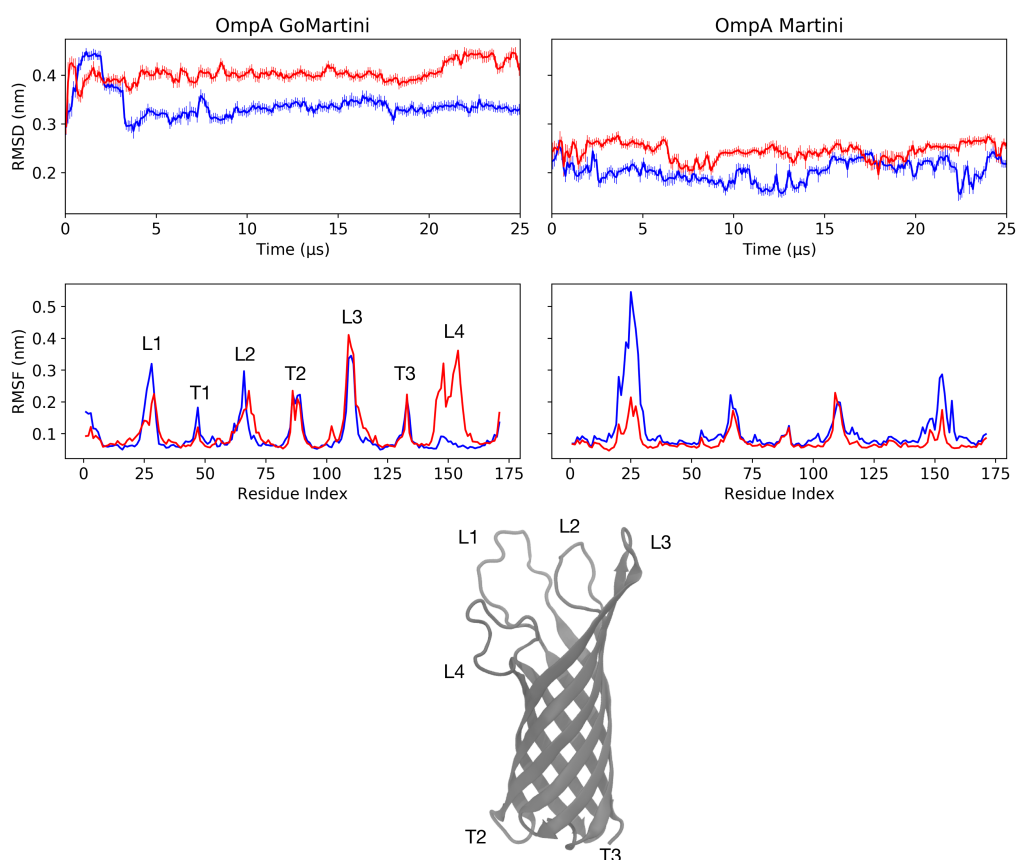 OmpA GoMartini
OmpA Martini
RMSD (nm)
0.4
0.3
0.2
0 5 10 15 20 25
0 5 10 15 20 25
Time (μs)
Time (μs)
RMSF (nm)
0.5
0.4
0.3
0.2
0.1
L1
T1
L2
T2
L3
T3
L4
0 25 50 75 100 125 150 175
0 25 50 75 100 125 150 175
Residue Index
Residue Index
L1
L2
L3
L4
T2
T3